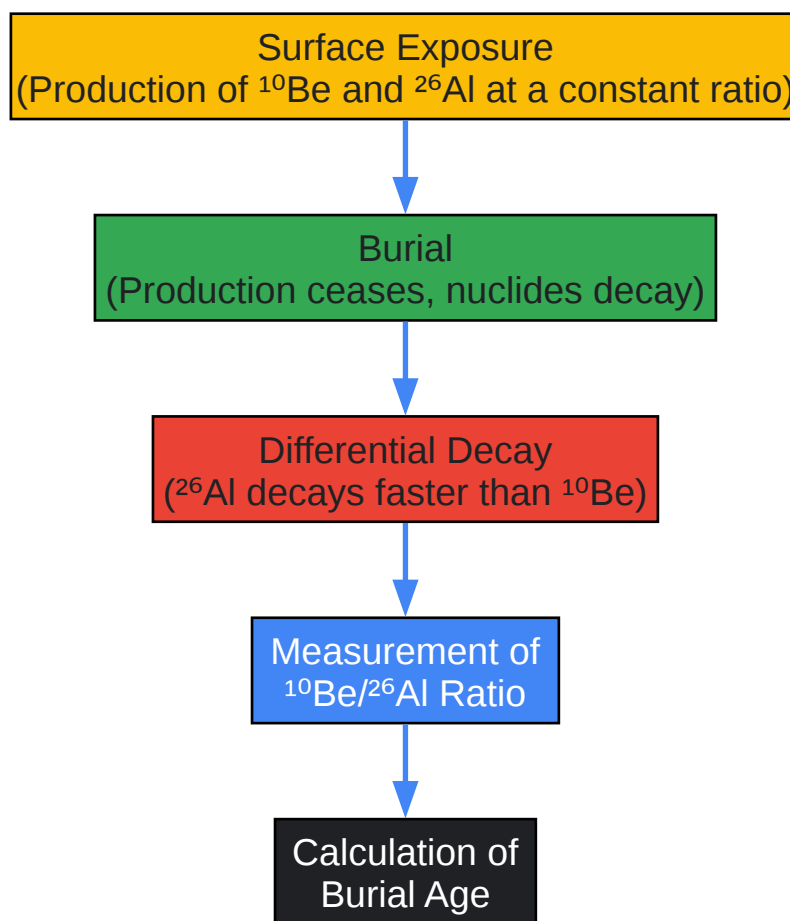 Surface Exposure
(Production of ¹⁰Be and ²⁶Al at a constant ratio)
Burial
(Production ceases, nuclides decay)
Differential Decay
(²⁶Al decays faster than ¹⁰Be)
Measurement of
¹⁰Be/²⁶Al Ratio
Calculation of
Burial Age